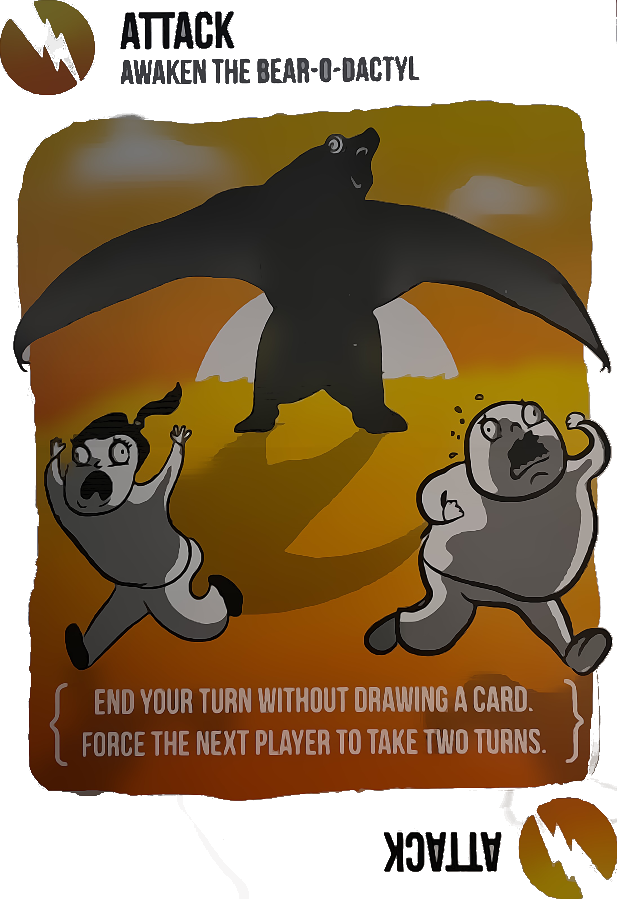 ATTACK
AWAKEN THE BEAR-O-DACTYL
END YOUR TURN WITHOUT DRAWING A CARD.
FORCE THE NEXT PLAYER TO TAKE TWO TURNS.
ATTACK